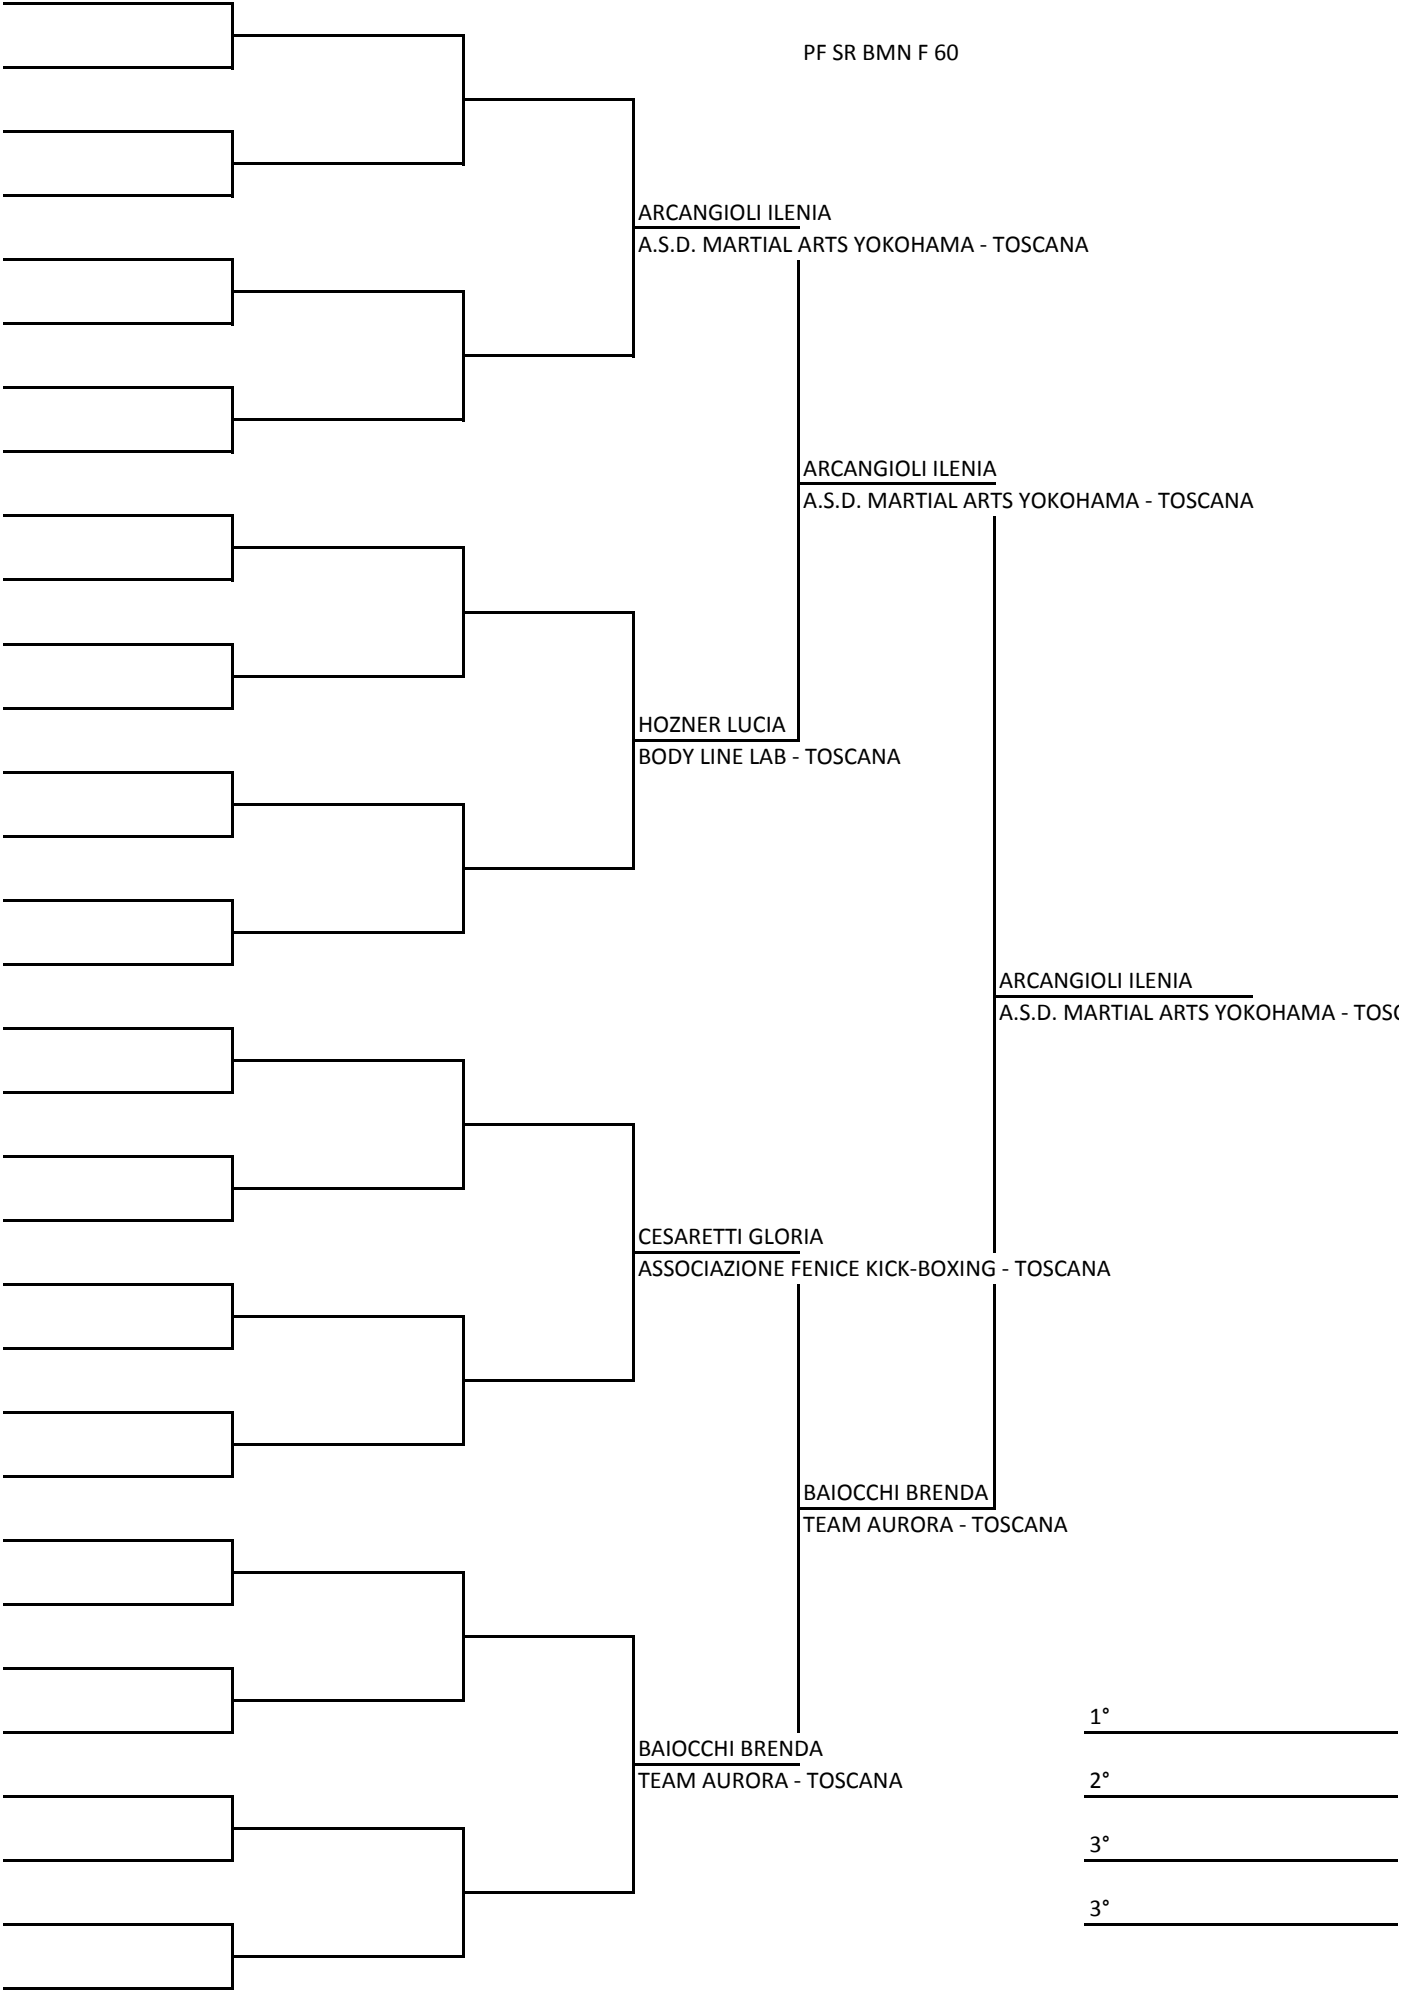 PF SR BMN F 60
ARCANGIOLI ILENIA
A.S.D. MARTIAL ARTS YOKOHAMA - TOSCANA
ARCANGIOLI ILENIA
A.S.D. MARTIAL ARTS YOKOHAMA - TOSCANA
HOZNER LUCIA
BODY LINE LAB - TOSCANA
ARCANGIOLI ILENIA
A.S.D. MARTIAL ARTS YOKOHAMA - TOSC
CESARETTI GLORIA
ASSOCIAZIONE FENICE KICK-BOXING - TOSCANA
BAIOCCHI BRENDA
TEAM AURORA - TOSCANA
BAIOCCHI BRENDA
TEAM AURORA - TOSCANA
1°
2°
3°
3°